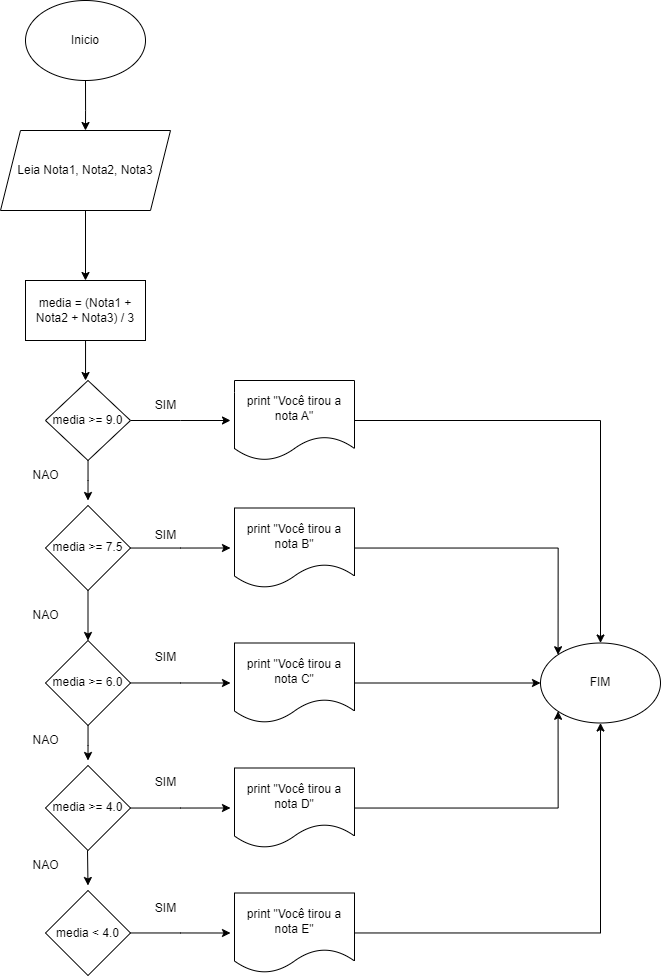 Inicio
Leia Nota1, Nota2, Nota3
media = (Nota1 +
Nota2 + Nota3) / 3
media >= 9.0
SIM
print "Você tirou a
nota A"
NAO
media >= 7.5
SIM
print "Você tirou a
nota B"
NAO
media >= 6.0
SIM
print "Você tirou a
nota C"
FIM
NAO
media >= 4.0
SIM
print "Você tirou a
nota D"
NAO
media < 4.0
SIM
print "Você tirou a
nota E"